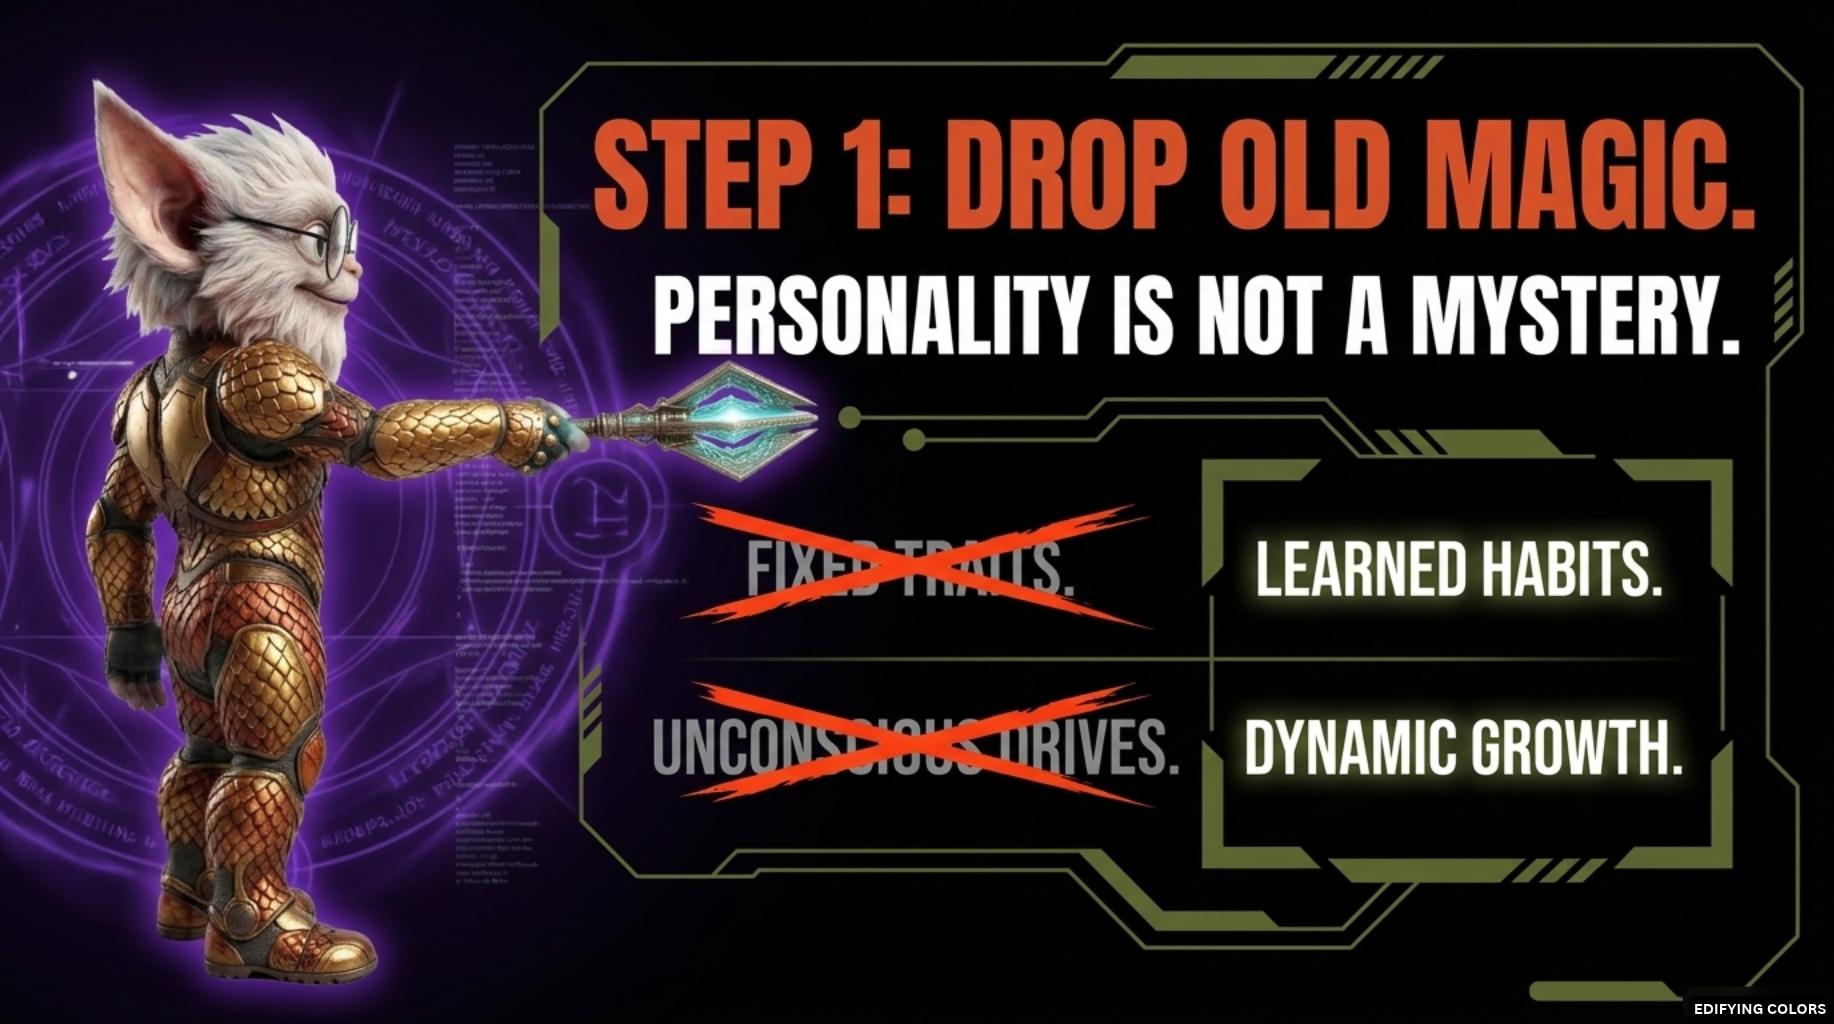 STEP 1: DROP OLD MAGIC.
PERSONALITY IS NOT A MYSTERY.
FIXED TRAITS.
LEARNED HABITS.
UNCONSCIOUS DRIVES.
DYNAMIC GROWTH.
EDIFYING COLORS